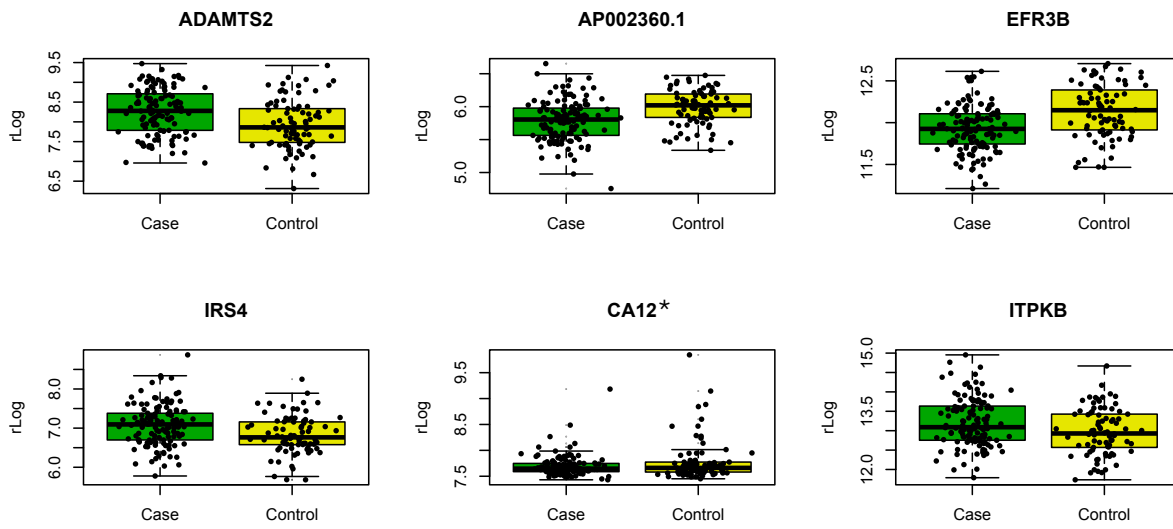 ADAMTS2
rLog
9.5
8.5
7.5
6.5
Case
Control
AP002360.1
rLog
6.0
5.0
Case
Control
EFR3B
rLog
12.5
11.5
Case
Control
IRS4
rLog
8.0
7.0
6.0
Case
Control
CA12*
rLog
9.5
8.5
7.5
Case
Control
ITPKB
rLog
15.0
13.5
12.0
Case
Control